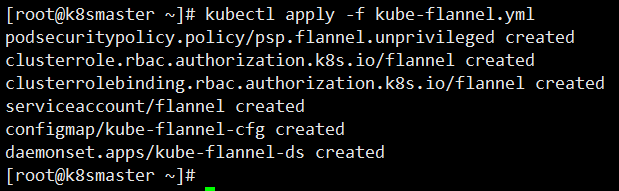 [root@k8smaster ~]# kubectl apply -f kube-flannel.yml
podsecuritypolicy.policy/psp.flannel.unprivileged created
clusterrole.rbac.authorization.k8s.io/flannel created
clusterrolebinding.rbac.authorization.k8s.io/flannel created
serviceaccount/flannel created
configmap/kube-flannel-cfg created
daemonset.apps/kube-flannel-ds created
[root@k8smaster ~]#